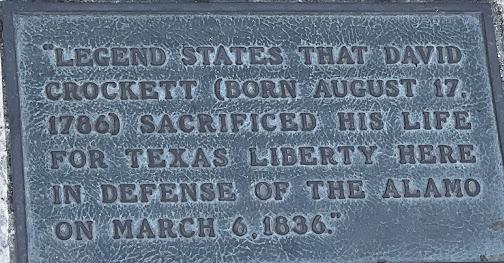 "LEGEND STATES THAT DAVID
CROCKETT (BORN AUGUST 17,
1786) SACRIFICED HIS LIFE
FOR TEXAS LIBERTY HERE
IN DEFENSE OF THE ALAMO
ON MARCH 6, 1836."